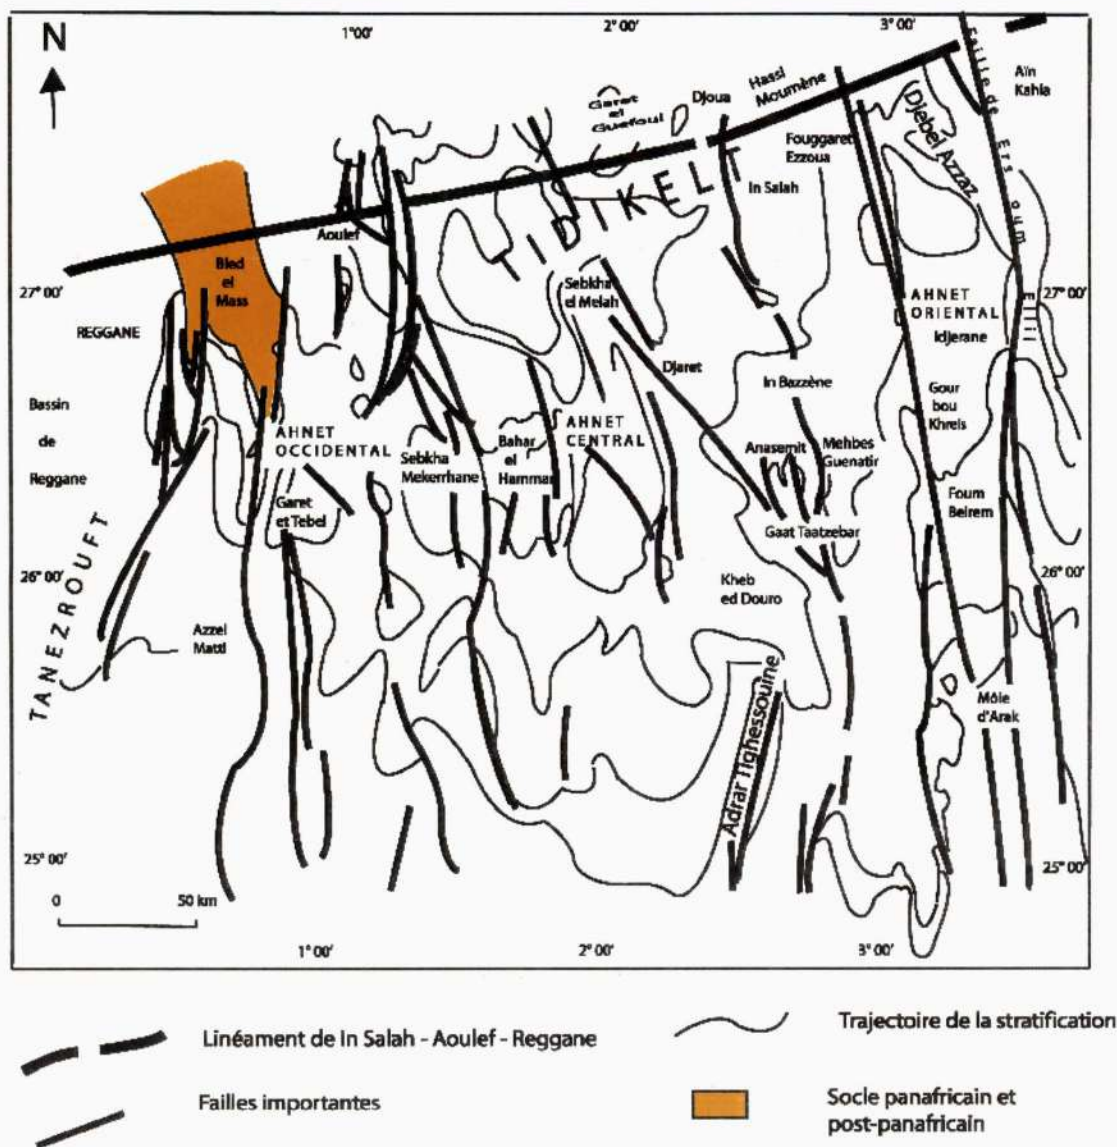 N
1°00'
2°00'
3°00'
Garet
el
Guefoul
Djoua
Hassi
Moumène
Faille de Ers oum Ellil
Aïn
Kahla
Fouggaret
Ezzoua
Djebel Azzaz
In Salah
TIDIKELT
Aoulef
Bled
el
Mass
27°00'
Sebkha
el Melah
27°00'
AHNET
ORIENTAL
Idjerane
REGGANE
Djaret
In Bazzène
Gour
bou
Khreis
Bassin
de
Reggane
AHNET
OCCIDENTAL
AHNET
CENTRAL
Bahar
el
Hammar
Sebkha
Mekerrhane
Anasemit
Mehbes
Guenatir
Garet
et Tebel
Foum
Belrem
Gaat Taatzebar
TANEZROUFT
26° 00'
26° 00'
Kheb
ed Douro
Azzel
Matti
Adrar Tighessouine
Môle
d'Arak
25° 00'
25° 00'
0 50 km
1° 00'
2° 00'
3° 00'
Linéament de In Salah - Aoulef - Reggane
Trajectoire de la stratification
Failles importantes
Socle panafricain et
post-panafricain